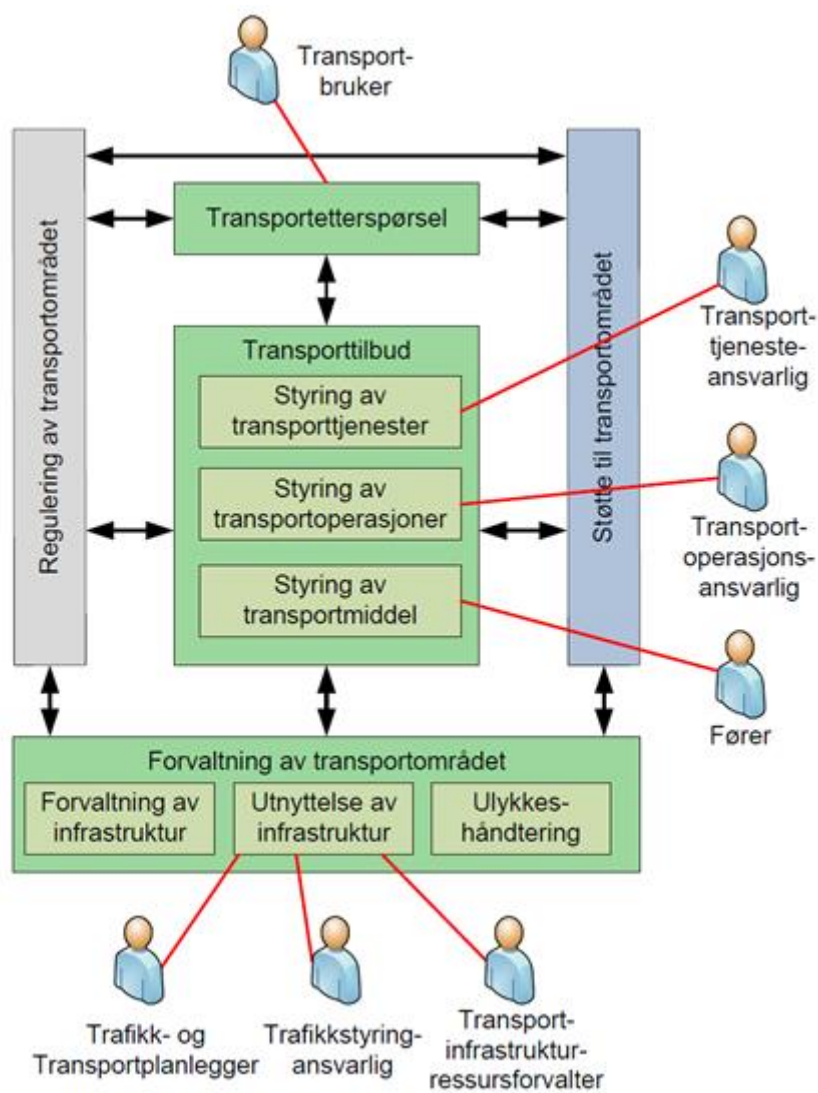 Transport-
bruker
Regulering av transportområdet
Transportetterspørsel
Støtte til transportområdet
Transport-
tjeneste-
ansvarlig
Transporttilbud
Styring av
transporttjenester
Styring av
transportoperasjoner
Transport-
operasjons-
ansvarlig
Styring av
transportmiddel
Fører
Forvaltning av transportområdet
Forvaltning av
infrastruktur
Utnyttelse av
infrastruktur
Ulykkes-
håndtering
Trafikk- og
Transportplanlegger
Trafikkstyring-
ansvarlig
Transport-
infrastruktur-
ressursforvalter